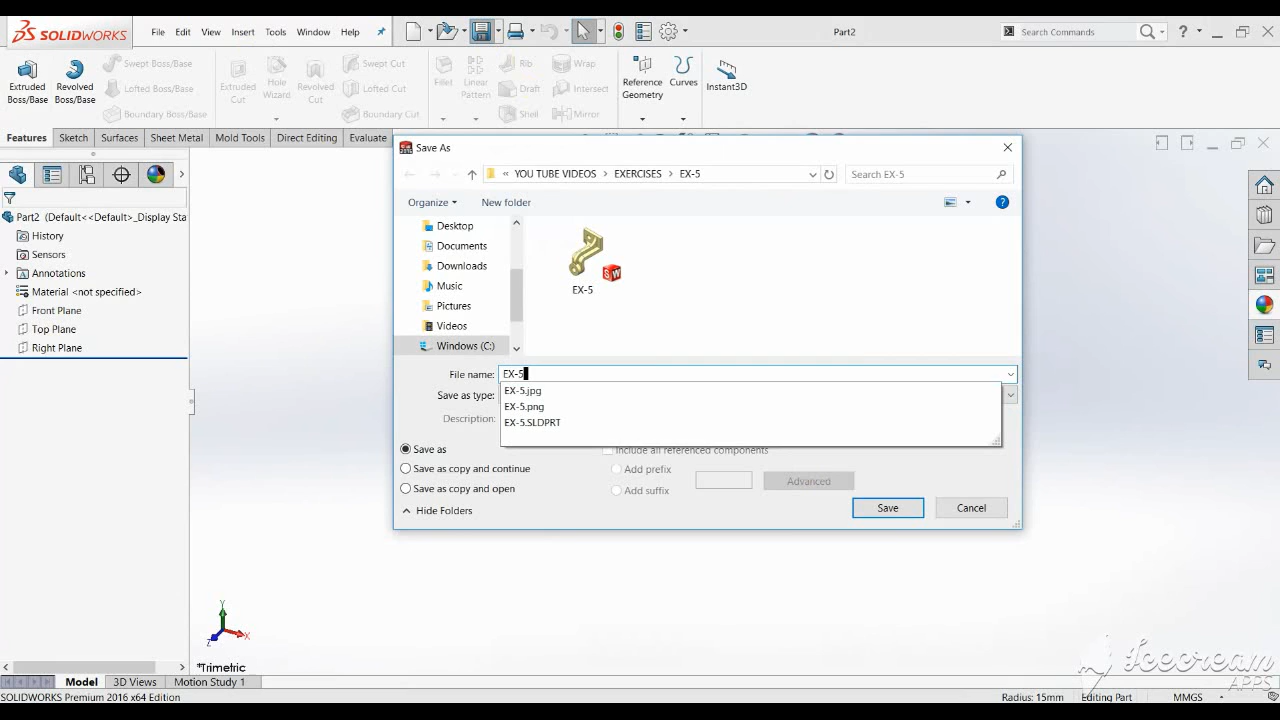 SOLIDWORKS File Edit View Insert Tools Window Help Part2 Search Commands
Swept Boss/Base Swept Cut Rib Wrap
Extruded Boss/Base Revolved Boss/Base Lofted Boss/Base Extruded Cut Hole Wizard Revolved Cut Lofted Cut Fillet Linear Pattern Draft Intersect Reference Geometry Curves Instant3D
Boundary Boss/Base Boundary Cut Shell Mirror
Features Sketch Surfaces Sheet Metal Mold Tools Direct Editing Evaluate
Save As
« YOU TUBE VIDEOS > EXERCISES > EX-5 Search EX-5
Organize New folder
Part2 (Default<<Default>_Display Sta
History
Sensors
Annotations
Material <not specified>
Front Plane
Top Plane
Right Plane
Desktop
Documents
Downloads
Music
Pictures
Videos
Windows (C:)
SW
EX-5
File name: EX-5
Save as type:
Description:
EX-5.jpg
EX-5.png
EX-5.SLDPRT
Save as Include all referenced components
Save as copy and continue Add prefix Advanced
Save as copy and open Add suffix
Hide Folders Save Cancel
Y
X
Z
*Trimetric
Icecream
APPS
Model 3D Views Motion Study 1
SOLIDWORKS Premium 2016 x64 Edition Radius: 15mm Editing Part MMGS